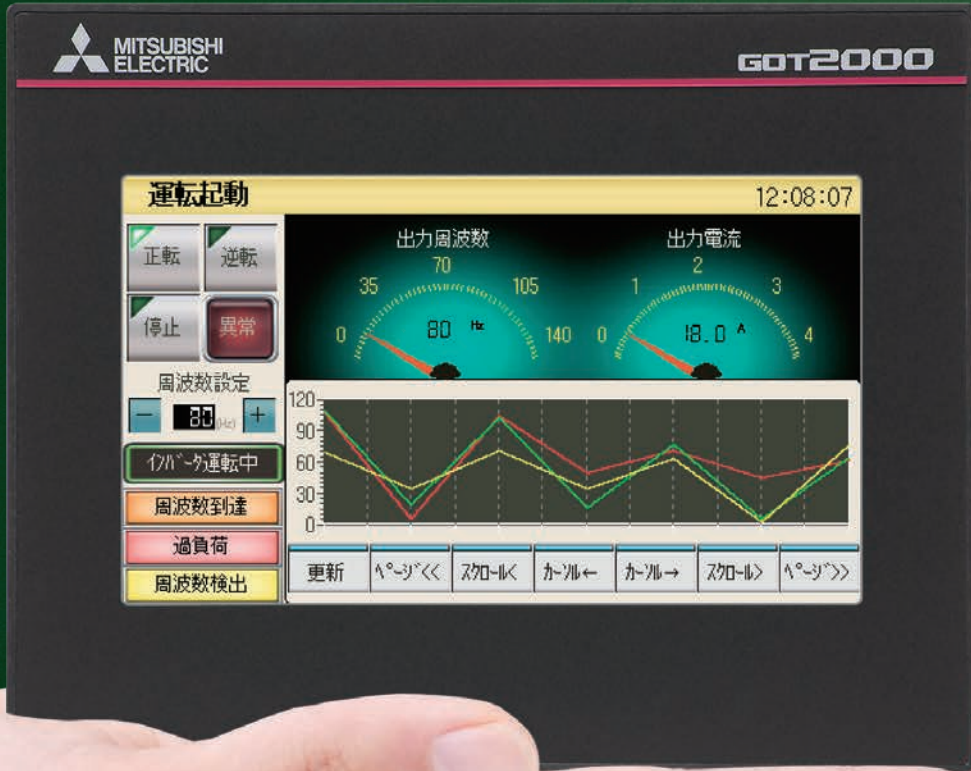 MITSUBISHI
ELECTRIC
GOT2000
運転起動
12:08:07
正転
逆転
停止
異常
周波数設定
−
80
(Hz)
+
インバータ運転中
周波数到達
過負荷
周波数検出
出力周波数
0
35
70
105
140
80 Hz
出力電流
0
1
2
3
4
18.0 A
120
90
60
30
0
更新
ページ<<
スクロール<
カーソル←
カーソル→
スクロール>
ページ>>